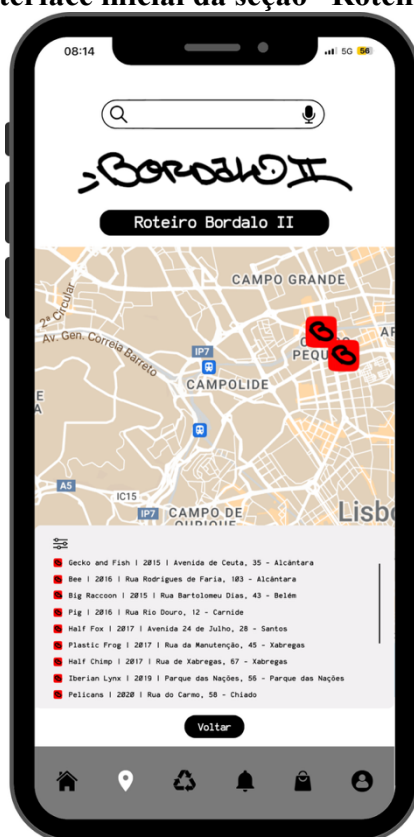 terface inicial da seção "Rotei
08:14
5G 56
BORDALO II
Roteiro Bordalo II
CAMPO GRANDE
2ª Circular
Av. Gen. Correia Barreto
IP7
PEQU
CAMPOLIDE
A5
IC15
IP7
CAMPO DE
OURIQUE
Lisb
Gecko and Fish | 2015 | Avenida de Ceuta, 35 - Alcântara
Bee | 2016 | Rua Rodrigues de Faria, 103 - Alcântara
Big Raccoon | 2015 | Rua Bartolomeu Dias, 43 - Belém
Pig | 2016 | Rua Rio Douro, 12 - Carnide
Half Fox | 2017 | Avenida 24 de Julho, 28 - Santos
Plastic Frog | 2017 | Rua da Manutenção, 45 - Xabregas
Half Chimp | 2017 | Rua de Xabregas, 67 - Xabregas
Iberian Lynx | 2019 | Parque das Nações, 56 - Parque das Nações
Pelicans | 2020 | Rua do Carmo, 58 - Chiado
Voltar